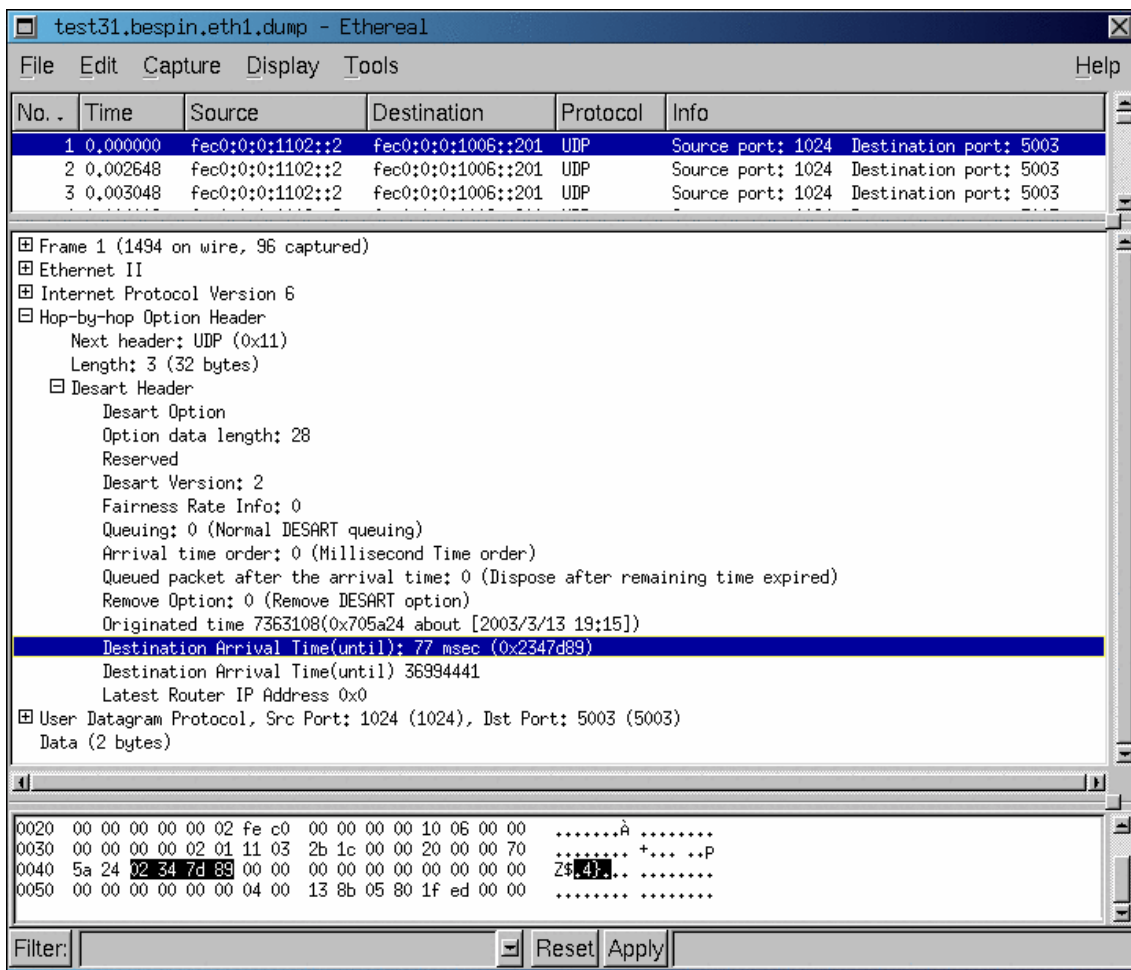 test31.bespin.eth1.dump - Ethereal
File Edit Capture Display Tools Help
No. . Time Source Destination Protocol Info
1 0.000000 fec0:0:0:1102::2 fec0:0:0:1006::201 UDP Source port: 1024 Destination port: 5003
2 0.002648 fec0:0:0:1102::2 fec0:0:0:1006::201 UDP Source port: 1024 Destination port: 5003
3 0.003048 fec0:0:0:1102::2 fec0:0:0:1006::201 UDP Source port: 1024 Destination port: 5003
Frame 1 (1494 on wire, 96 captured)
Ethernet II
Internet Protocol Version 6
Hop-by-hop Option Header
Next header: UDP (0x11)
Length: 3 (32 bytes)
Desart Header
Desart Option
Option data length: 28
Reserved
Desart Version: 2
Fairness Rate Info: 0
Queuing: 0 (Normal DESART queuing)
Arrival time order: 0 (Millisecond Time order)
Queued packet after the arrival time: 0 (Dispose after remaining time expired)
Remove Option: 0 (Remove DESART option)
Originated time 7363108(0x705a24 about [2003/3/13 19:15])
Destination Arrival Time(until): 77 msec (0x2347d89)
Destination Arrival Time(until) 36994441
Latest Router IP Address 0x0
User Datagram Protocol, Src Port: 1024 (1024), Dst Port: 5003 (5003)
Data (2 bytes)
0020 00 00 00 00 00 02 fe c0 00 00 00 00 10 06 00 00 .......À ........
0030 00 00 00 00 02 01 11 03 2b 1c 00 00 20 00 00 70 ........ +... ..p
0040 5a 24 02 34 7d 89 00 00 00 00 00 00 00 00 00 00 Z$.4}... ........
0050 00 00 00 00 00 00 04 00 13 8b 05 80 1f ed 00 00 ........ ........
Filter: Reset Apply